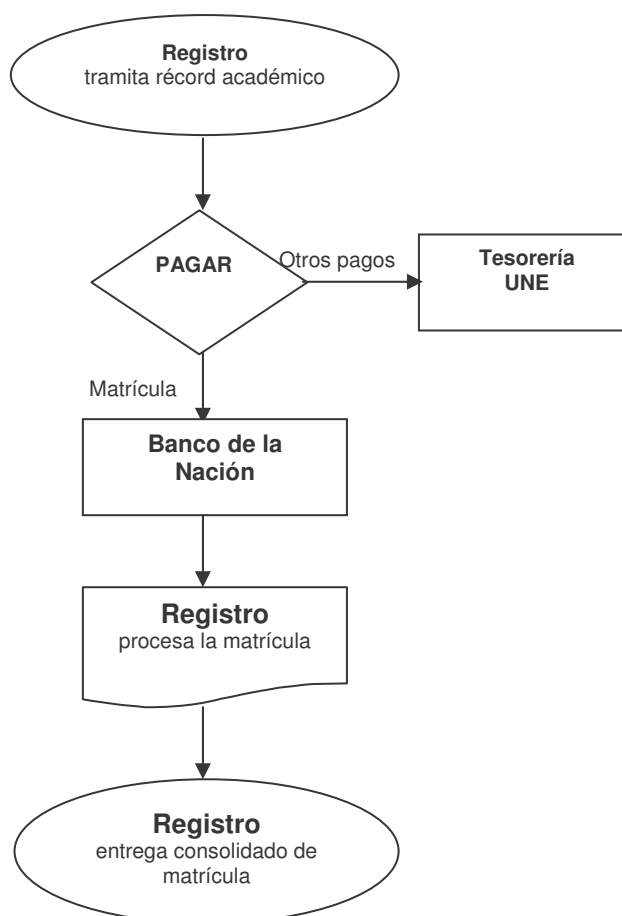 Registro
tramita récord académico
PAGAR
Otros pagos
Tesorería
UNE
Matrícula
Banco de la
Nación
Registro
procesa la matrícula
Registro
entrega consolidado de
matrícula